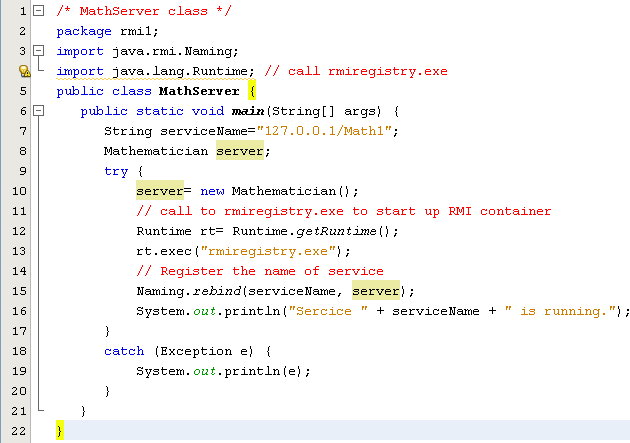 1 /* MathServer class */
2 package rmi1;
3 import java.rmi.Naming;
import java.lang.Runtime; // call rmiregistry.exe
5 public class MathServer {
6 public static void main(String[] args) {
7 String serviceName="127.0.0.1/Math1";
8 Mathematician server;
9 try {
10 server= new Mathematician();
11 // call to rmiregistry.exe to start up RMI container
12 Runtime rt= Runtime.getRuntime();
13 rt.exec("rmiregistry.exe");
14 // Register the name of service
15 Naming.rebind(serviceName, server);
16 System.out.println("Sercice " + serviceName + " is running.");
17 }
18 catch (Exception e) {
19 System.out.println(e);
20 }
21 }
22 }